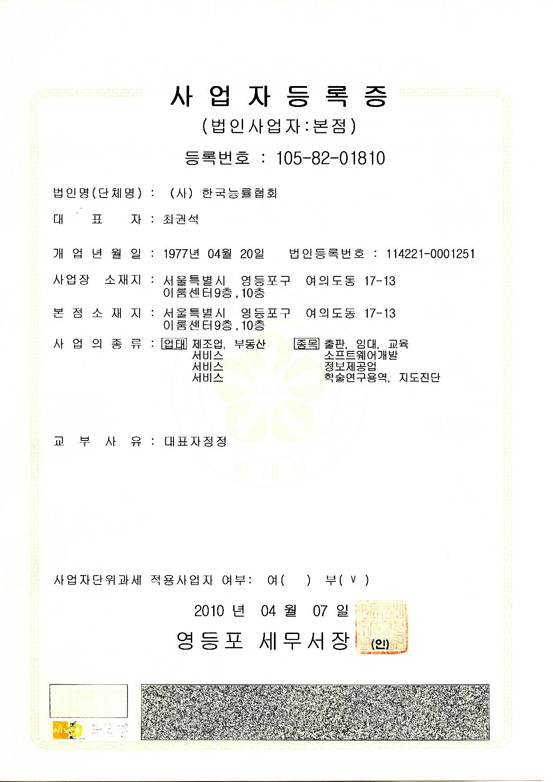 사업자등록증
(법인사업자:본점)
등록번호 : 105-82-01810
법인명(단체명) : (사) 한국능률협회
대 표 자 : 최권석
개업년월일 : 1977년 04월 20일 법인등록번호 : 114221-0001251
사업장 소재지 : 서울특별시 영등포구 여의도동 17-13
이룸센터9층,10층
본점소재지 : 서울특별시 영등포구 여의도동 17-13
이룸센터9층,10층
사업의종류 : 업태 제조업, 부동산 종목 출판, 임대, 교육
서비스 소프트웨어개발
서비스 정보제공업
서비스 학술연구용역, 지도진단
교부사유 : 대표자정정
사업자단위과세 적용사업자 여부: 여( ) 부( v )
2010 년 04 월 07 일
영등포 세무서장 (인)